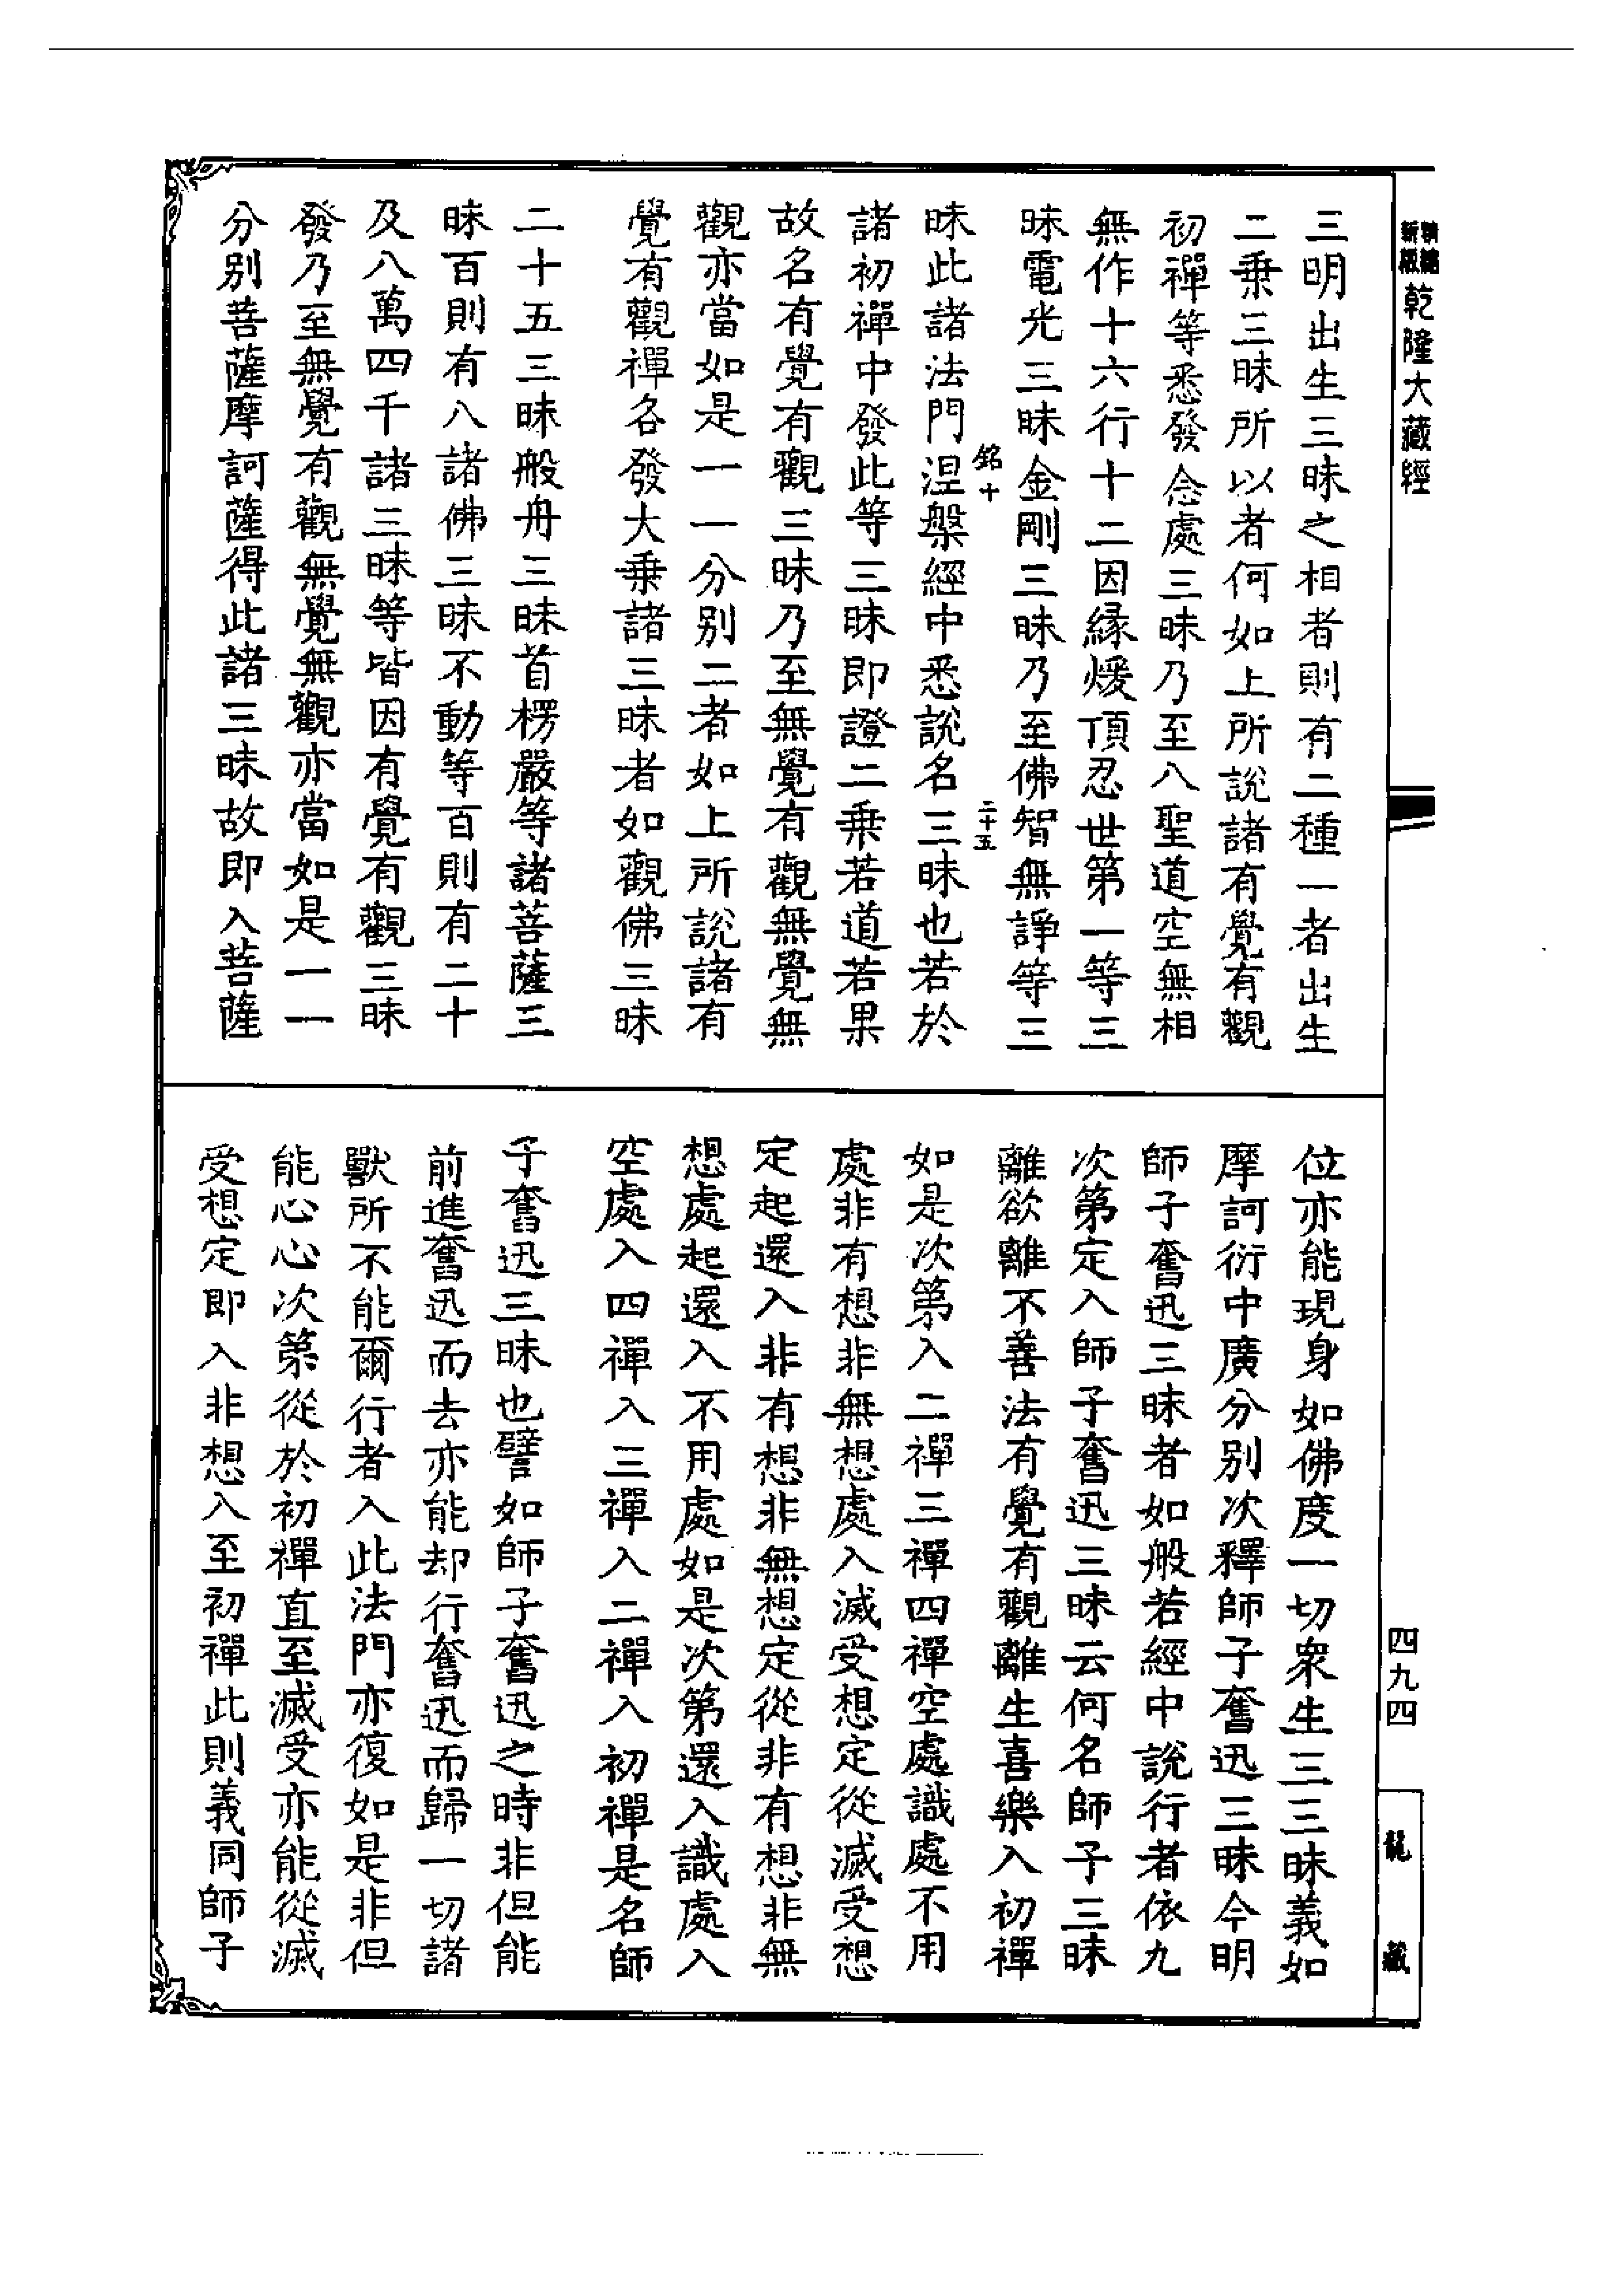 乾隆大藏經
三明出生三昧之相者則有二種一者出生
二乗三昧所以者何如上所説諸有覺有觀
初禪等悉發念處三昧乃至八聖道空無相
無作十六行十二因縁煖頂忍世第一等三
昧電光三昧金剛三昧乃至佛智無諍等三
銘十
二十五
昧此諸法門涅槃經中悉説名三昧也若於
諸初禪中發此等三昧即證二乗若道若果
故名有覺有觀三昧乃至無覺有觀無覺無
觀亦當如是一一分别二者如上所説諸有
覺有觀禪各發大乗諸三昧者如觀佛三昧
二十五三昧般舟三昧首楞嚴等諸菩薩三
昧百則有八諸佛三昧不動等百則有二十
及八萬四千諸三昧等皆因有覺有觀三昧
發乃至無覺有觀無覺無觀亦當如是一一
分别菩薩摩訶薩得此諸三昧故即入菩薩
位亦能現身如佛度一切衆生三三昧義如
摩訶衍中廣分别次釋師子奮迅三昧今明
師子奮迅三昧者如般若經中説行者依九
次第定入師子奮迅三昧云何名師子三昧
離欲離不善法有覺有觀離生喜樂入初禪
如是次第入二禪三禪四禪空處識處不用
處非有想非無想處入滅受想定從滅受想
定起還入非有想非無想定從非有想非無
想處起還入不用處如是次第還入識處入
空處入四禪入三禪入二禪入初禪是名師
子奮迅三昧也譬如師子奮迅之時非但能
前進奮迅而去亦能却行奮迅而歸一切諸
獸所不能爾行者入此法門亦復如是非但
能心心次第從於初禪直至滅受亦能從滅
受想定即入非想入至初禪此則義同師子
四九四
龍藏